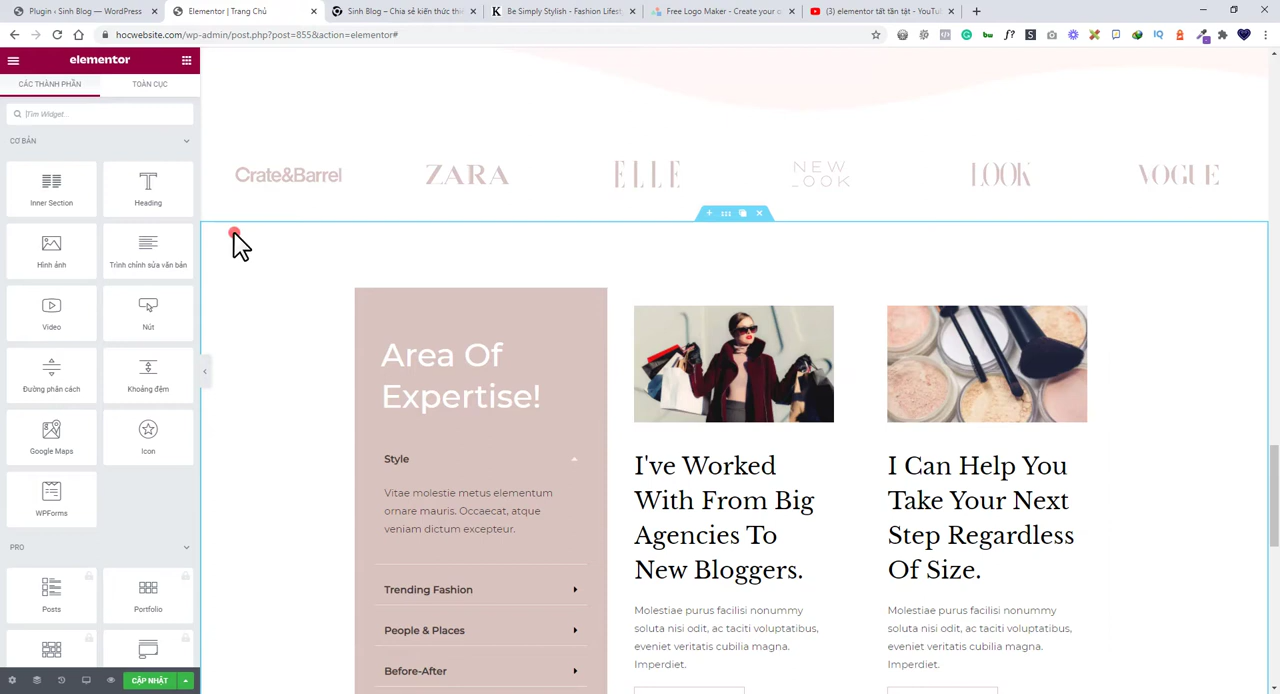 Plugin ‹ Sinh Blog — WordPress
Elementor | Trang Chủ
Sinh Blog – Chia sẻ kiến thức thiế
Be Simply Stylish - Fashion Lifest
Free Logo Maker - Create your o
(3) elementor tất tần tật - YouTu
hocwebsite.com/wp-admin/post.php?post=855&action=elementor#
elementor
CÁC THÀNH PHẦN
TOÀN CỤC
Tìm Widget...
CƠ BẢN
Inner Section
Heading
Hình ảnh
Trình chỉnh sửa văn bản
Video
Nút
Đường phân cách
Khoảng đệm
Google Maps
Icon
WPForms
PRO
Posts
Portfolio
CẬP NHẬT
Crate&Barrel
ZARA
ELLE
NEW
LOOK
LOOK
VOGUE
Area Of
Expertise!
Style
Vitae molestie metus elementum
ornare mauris. Occaecat, atque
veniam dictum excepteur.
Trending Fashion
People & Places
Before-After
I've Worked
With From Big
Agencies To
New Bloggers.
Molestiae purus facilisi nonummy
soluta nisi odit, ac taciti voluptatibus,
eveniet veritatis cubilia magna.
Imperdiet.
I Can Help You
Take Your Next
Step Regardless
Of Size.
Molestiae purus facilisi nonummy
soluta nisi odit, ac taciti voluptatibus,
eveniet veritatis cubilia magna.
Imperdiet.